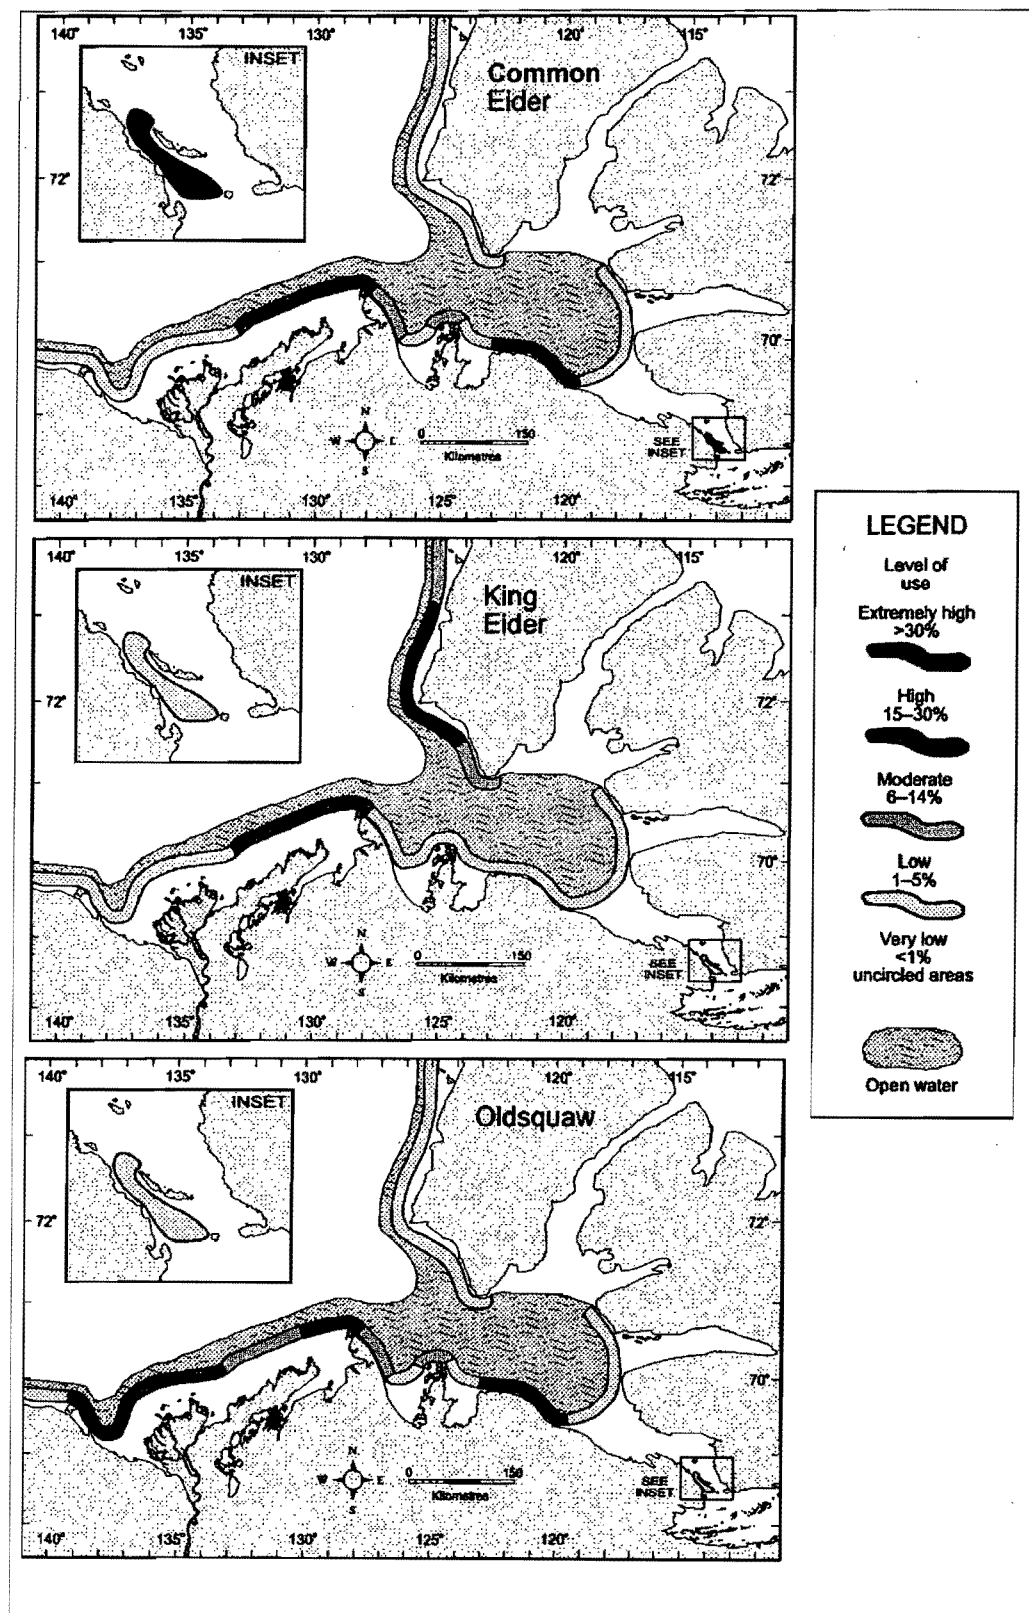 140° 135° 130° 120° 115°
INSET
Common
Eider
72° 72°
70°
N
W E
S
0 150
Kilometres
SEE
INSET
140° 135° 130° 125° 120°
140° 135° 130° 120° 115°
INSET
King
Eider
72° 72°
70°
N
W E
S
0 150
Kilometres
SEE
INSET
140° 135° 130° 125° 120°
140° 135° 130° 120° 115°
INSET
Oldsquaw
72° 72°
70°
N
W E
S
0 150
Kilometres
SEE
INSET
140° 135° 130° 125° 120°
LEGEND
Level of
use
Extremely high
>30%
High
15–30%
Moderate
6–14%
Low
1–5%
Very low
<1%
uncircled areas
Open water